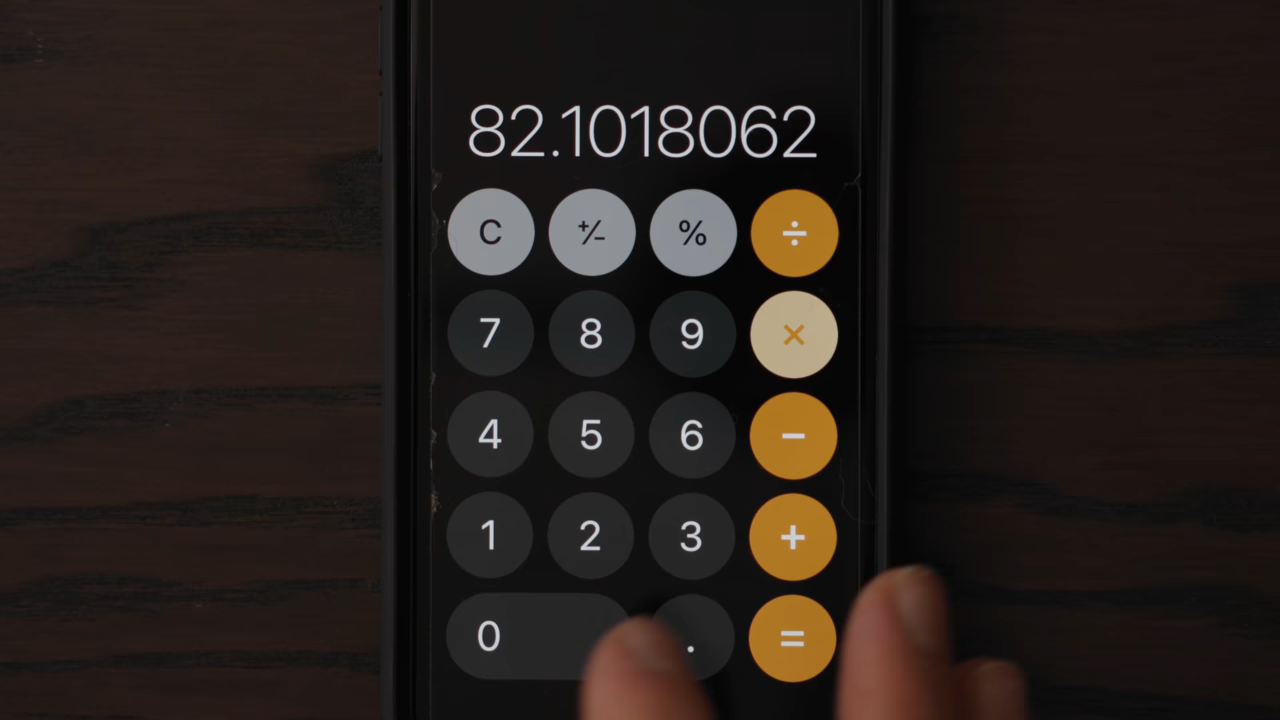 82.1018062
C ⁺⁄₋ % ÷
7 8 9 ×
4 5 6 −
1 2 3 +
0 . =